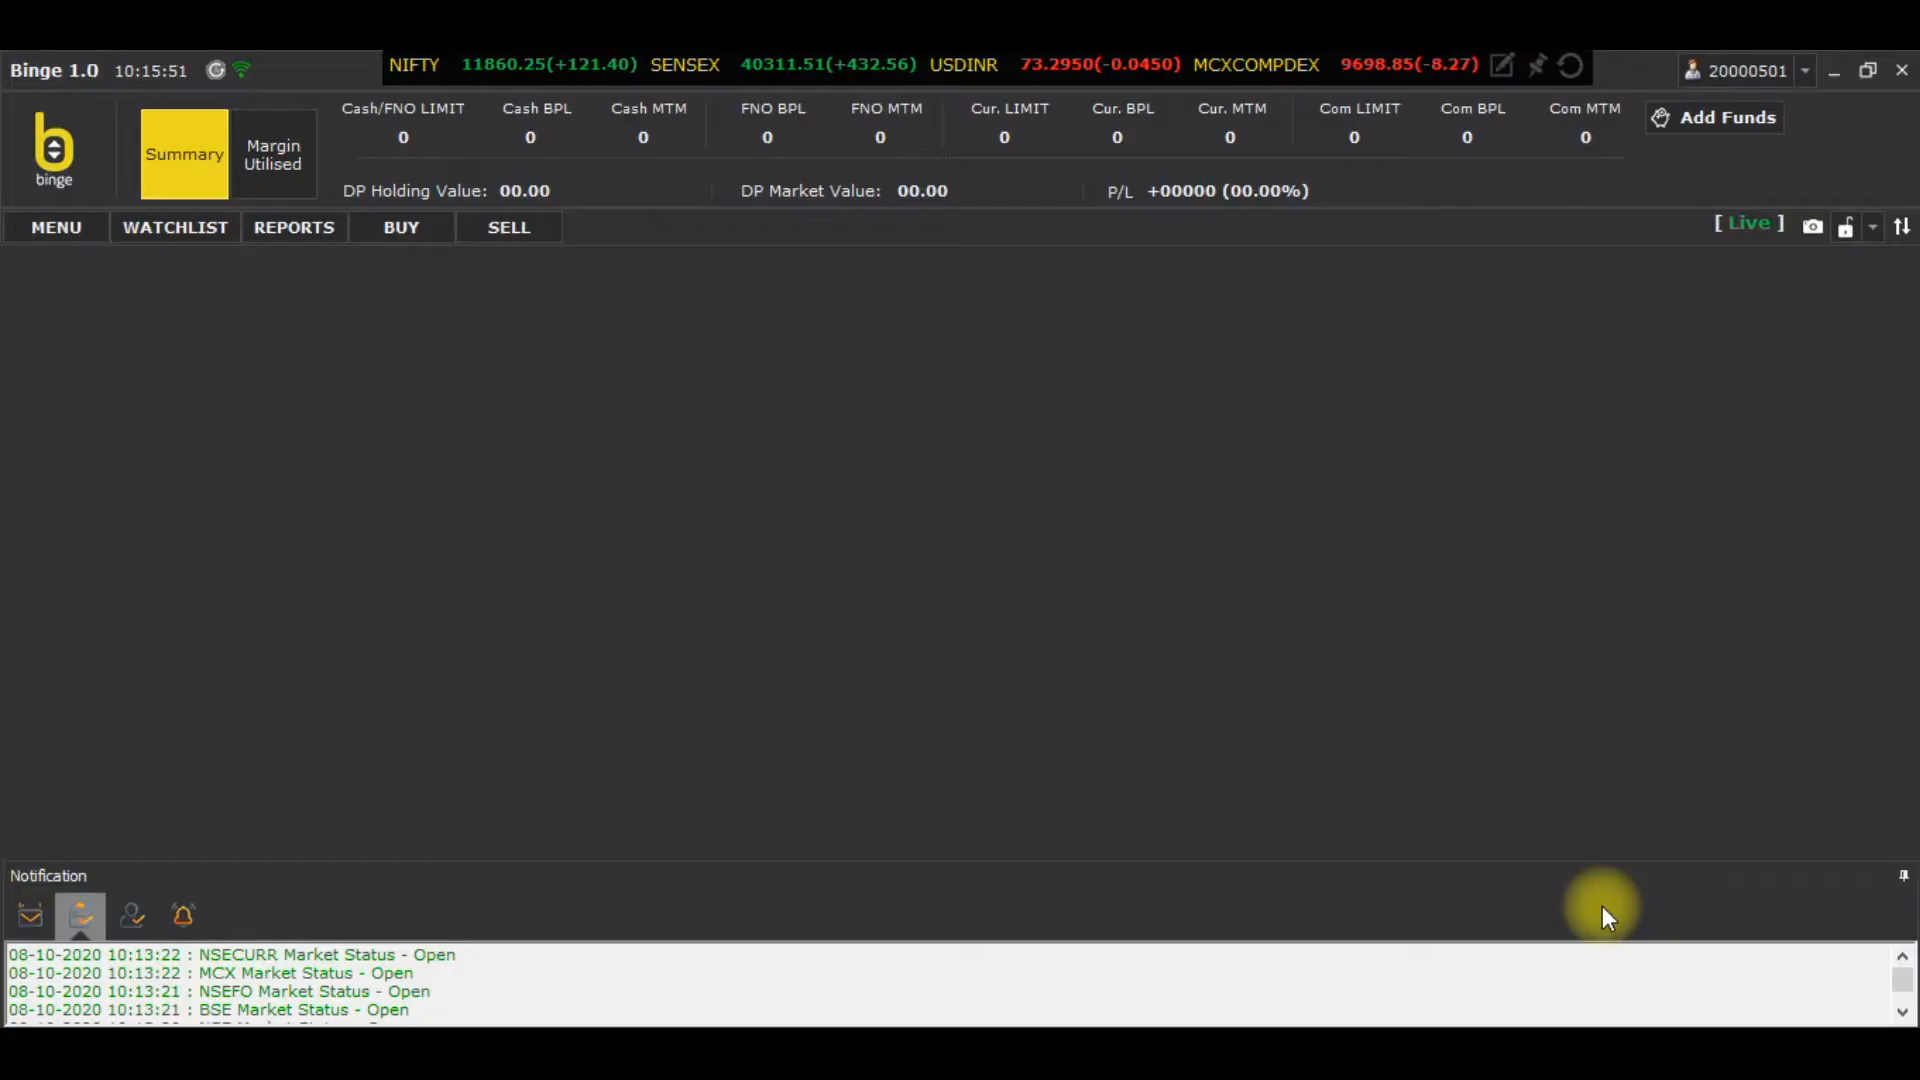 Binge 1.0 10:15:51 NIFTY 11860.25(+121.40) SENSEX 40311.51(+432.56) USDINR 73.2950(-0.0450) MCXCOMPDEX 9698.85(-8.27) 20000501
Cash/FNO LIMIT Cash BPL Cash MTM FNO BPL FNO MTM Cur. LIMIT Cur. BPL Cur. MTM Com LIMIT Com BPL Com MTM Add Funds
0 0 0 0 0 0 0 0 0 0 0
binge
Summary
Margin
Utilised
DP Holding Value: 00.00 DP Market Value: 00.00 P/L +00000 (00.00%)
MENU WATCHLIST REPORTS BUY SELL [ Live ]
Notification
08-10-2020 10:13:22 : NSECURR Market Status - Open
08-10-2020 10:13:22 : MCX Market Status - Open
08-10-2020 10:13:21 : NSEFO Market Status - Open
08-10-2020 10:13:21 : BSE Market Status - Open